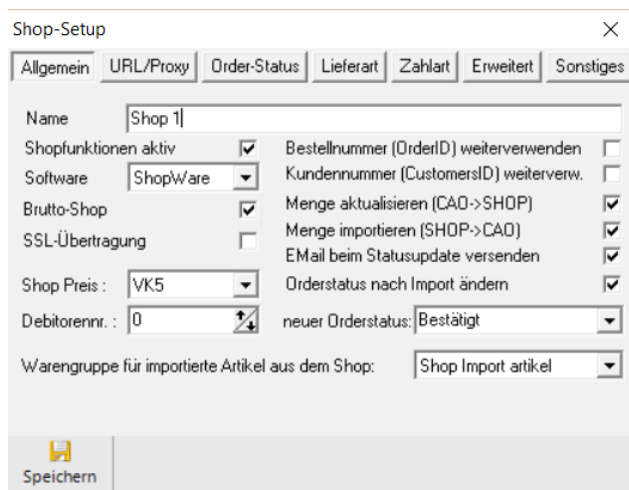 Shop-Setup
Allgemein URL/Proxy Order-Status Lieferart Zahlart Erweitert Sonstiges
Name Shop 1
Shopfunktionen aktiv Bestellnummer (OrderID) weiterverwenden
Software ShopWare Kundennummer (CustomersID) weiterverw.
Brutto-Shop Menge aktualisieren (CAO->SHOP)
SSL-Übertragung Menge importieren (SHOP->CAO)
EMail beim Statusupdate versenden
Shop Preis : VK5 Orderstatus nach Import ändern
Debitorennr. : 0 neuer Orderstatus: Bestätigt
Warengruppe für importierte Artikel aus dem Shop: Shop Import artikel
Speichern